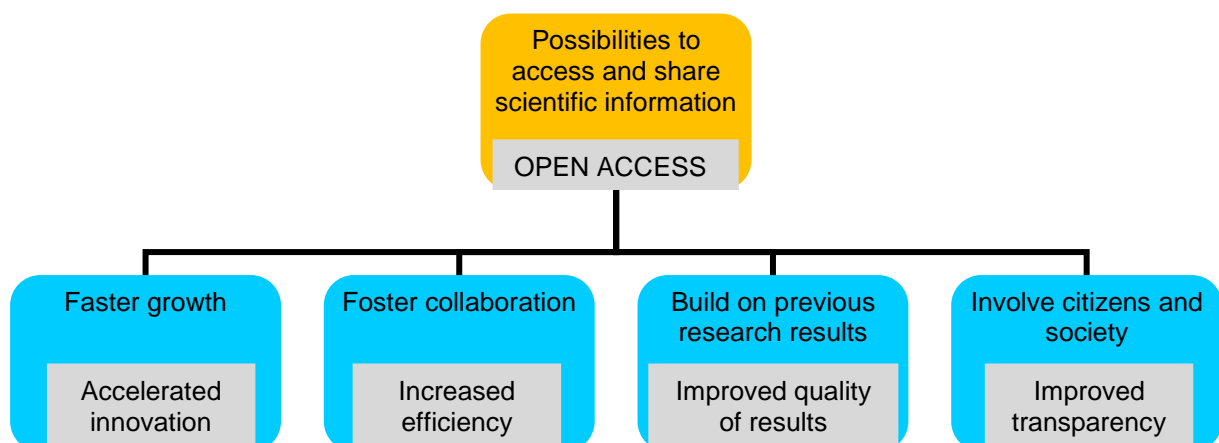 Possibilities to
access and share
scientific information
OPEN ACCESS
Faster growth
Accelerated
innovation
Foster collaboration
Increased
efficiency
Build on previous
research results
Improved quality
of results
Involve citizens and
society
Improved
transparency